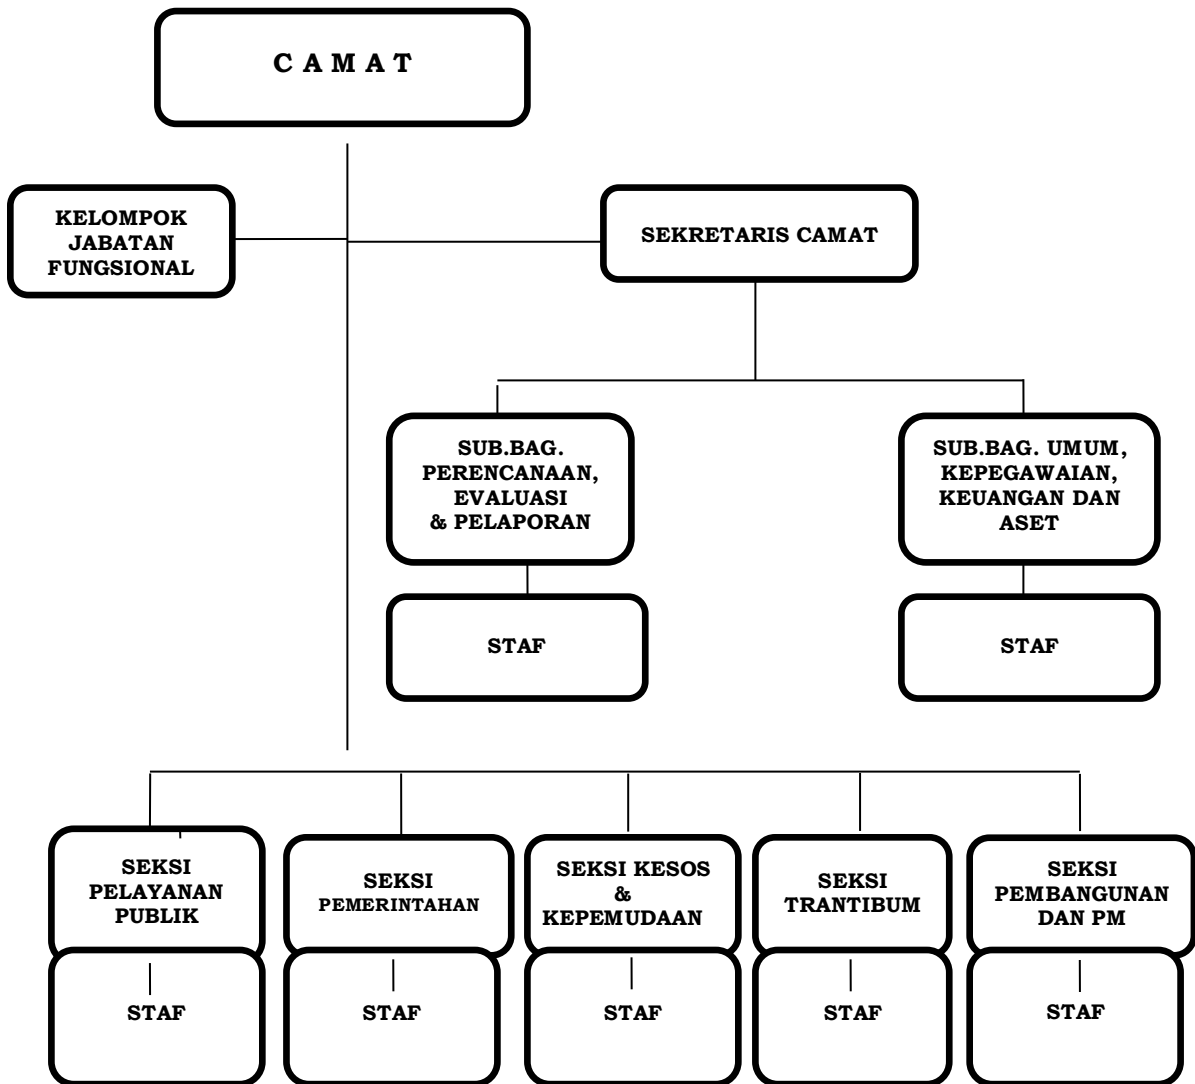 C A M A T
KELOMPOK
JABATAN
FUNGSIONAL
SEKRETARIS CAMAT
SUB.BAG.
PERENCANAAN,
EVALUASI
& PELAPORAN
SUB.BAG. UMUM,
KEPEGAWAIAN,
KEUANGAN DAN
ASET
STAF
STAF
SEKSI
PELAYANAN
PUBLIK
SEKSI
PEMERINTAHAN
SEKSI KESOS
&
KEPEMUDAAN
SEKSI
TRANTIBUM
SEKSI
PEMBANGUNAN
DAN PM
STAF
STAF
STAF
STAF
STAF